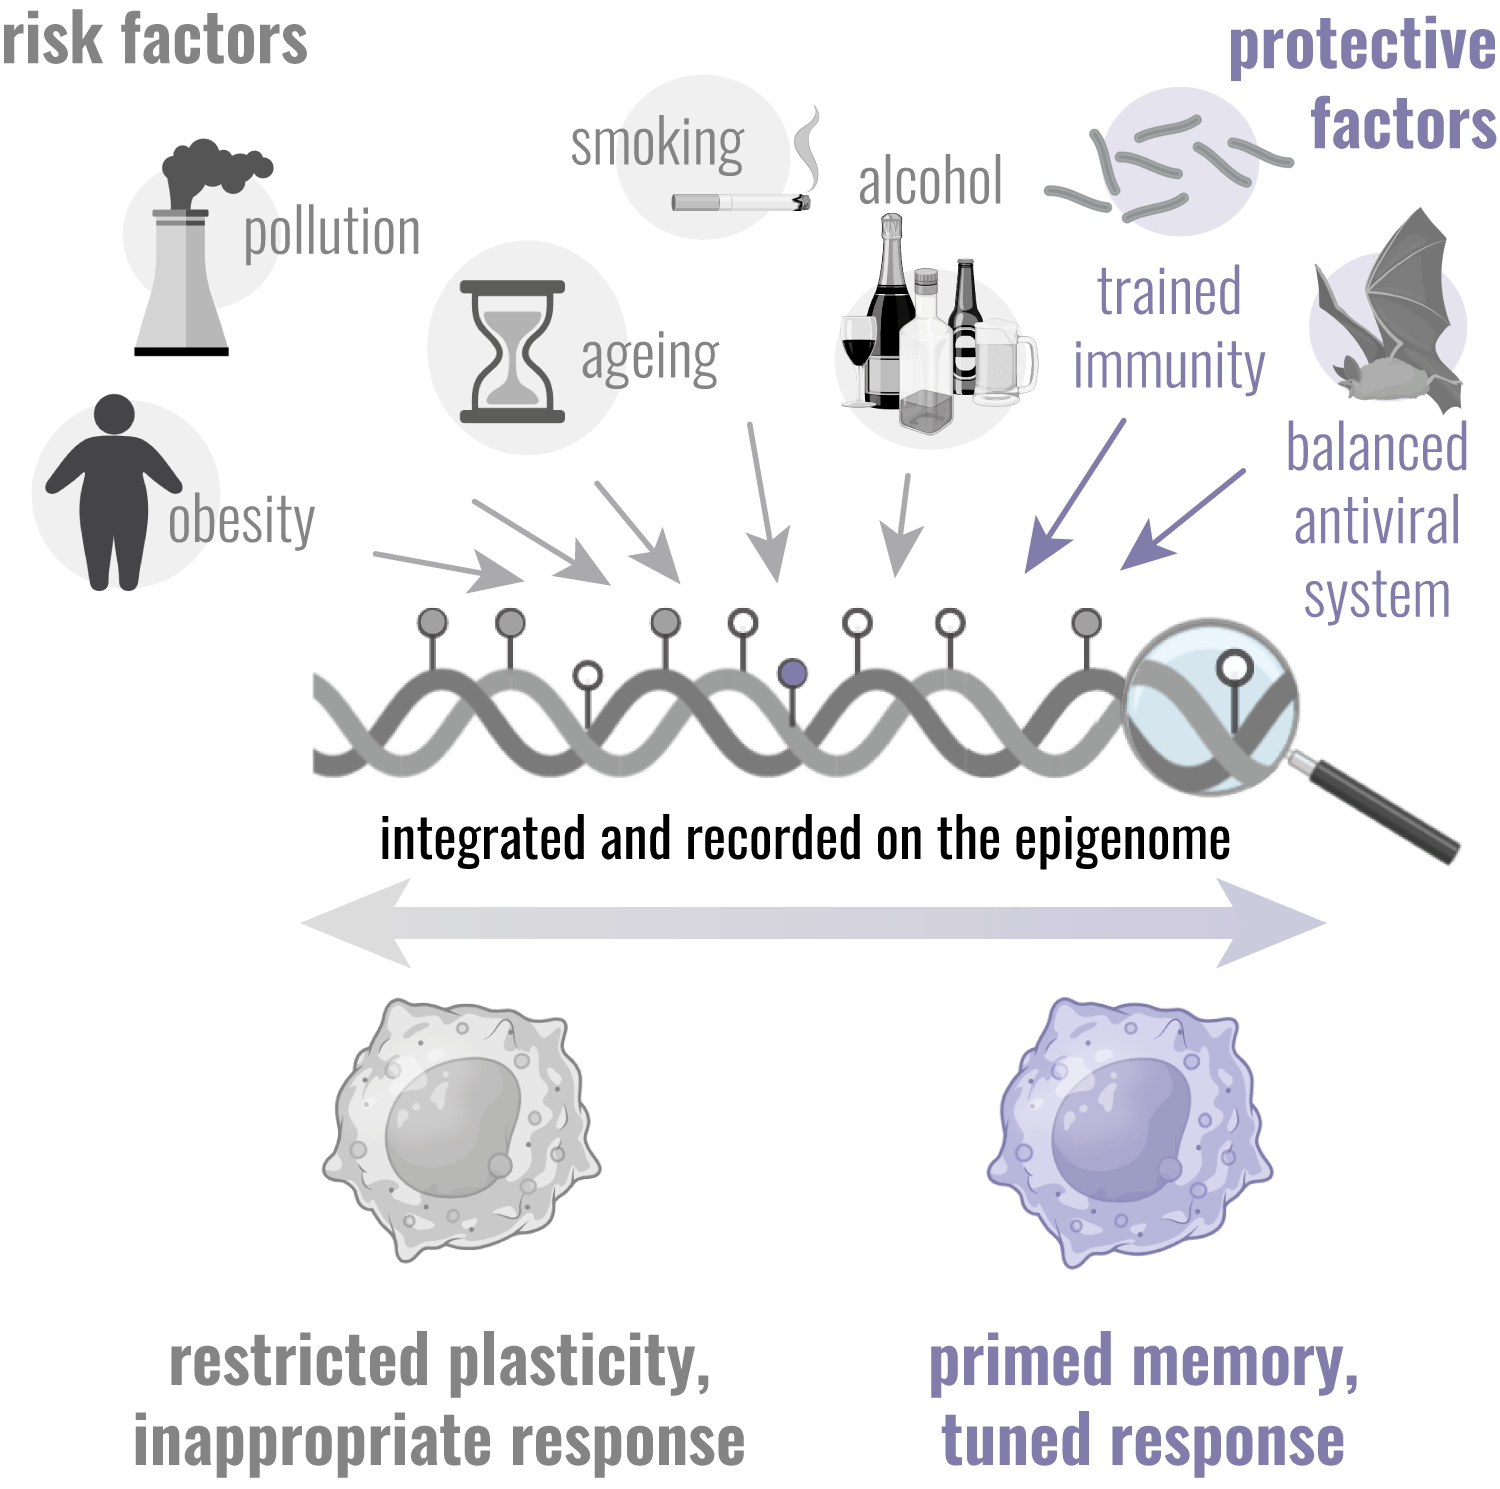 risk factors
protective
factors
smoking
alcohol
pollution
ageing
obesity
trained
immunity
balanced
antiviral
system
integrated and recorded on the epigenome
restricted plasticity,
inappropriate response
primed memory,
tuned response